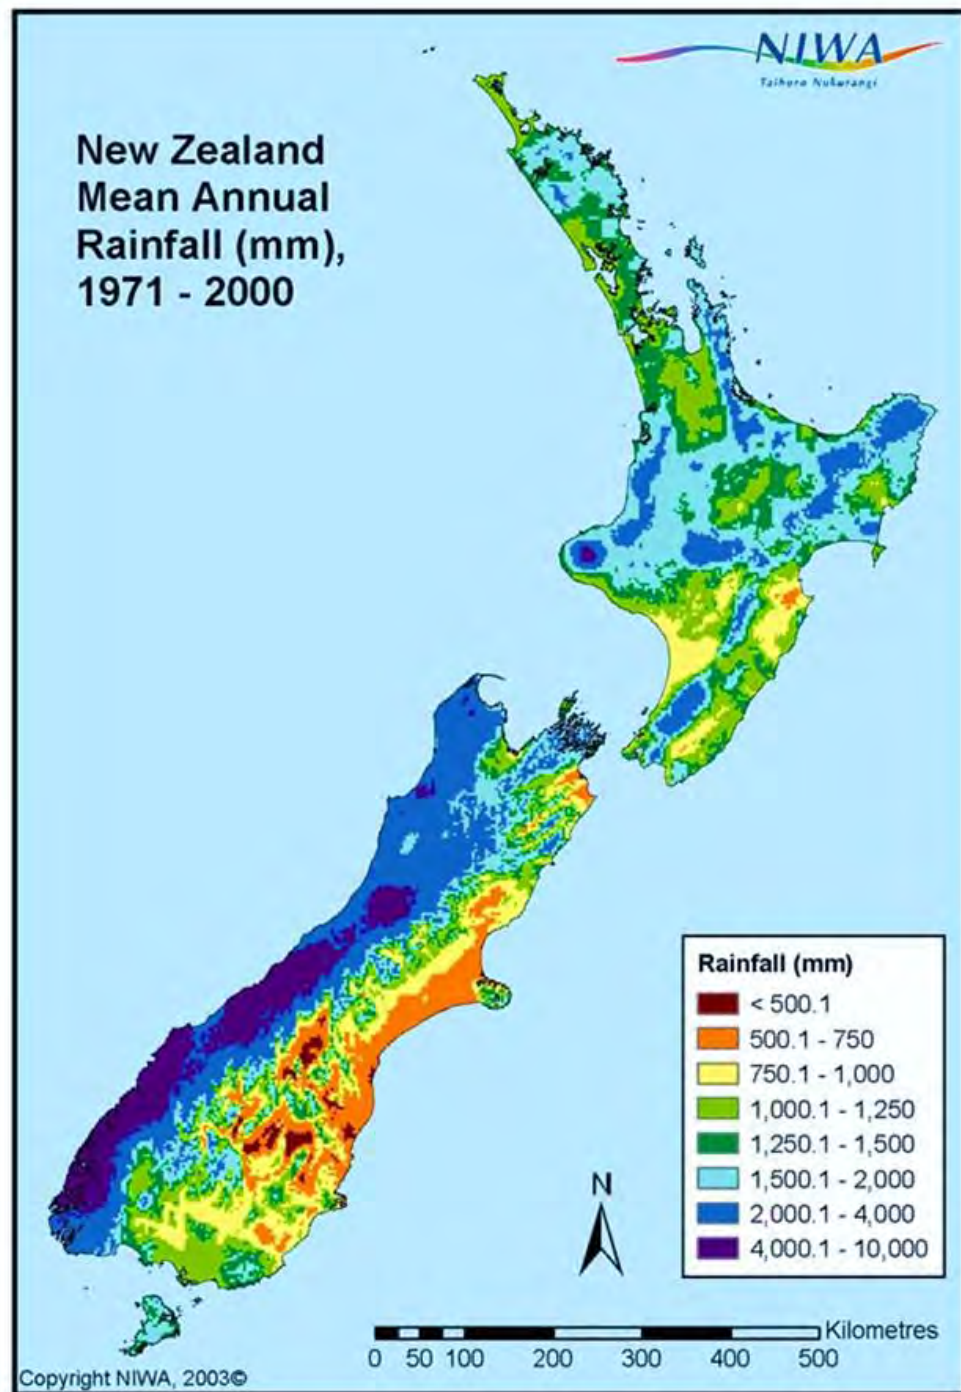 NIWA
Taihoro Nukurangi
New Zealand
Mean Annual
Rainfall (mm),
1971 - 2000
Rainfall (mm)
< 500.1
500.1 - 750
750.1 - 1,000
1,000.1 - 1,250
1,250.1 - 1,500
1,500.1 - 2,000
2,000.1 - 4,000
4,000.1 - 10,000
N
Kilometres
0 50 100 200 300 400 500
Copyright NIWA, 2003©